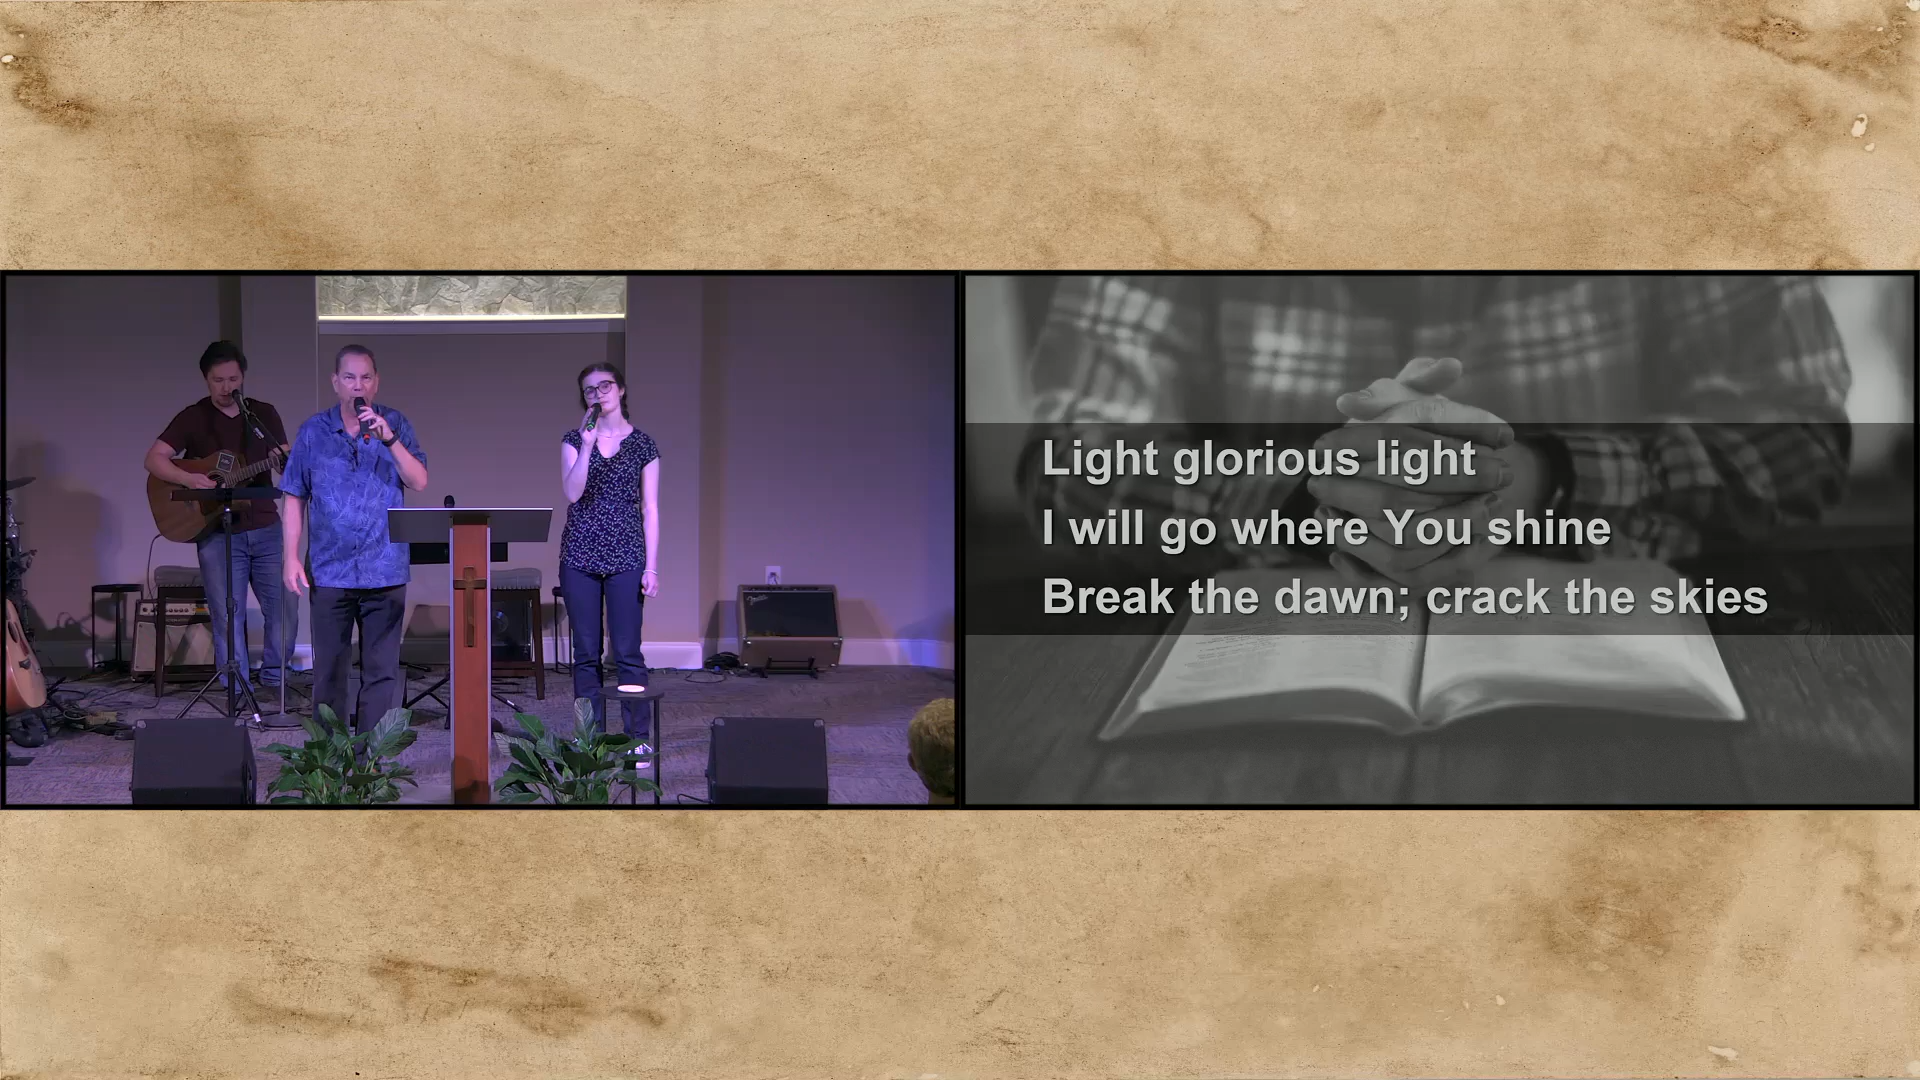 Light glorious light
I will go where You shine
Break the dawn; crack the skies